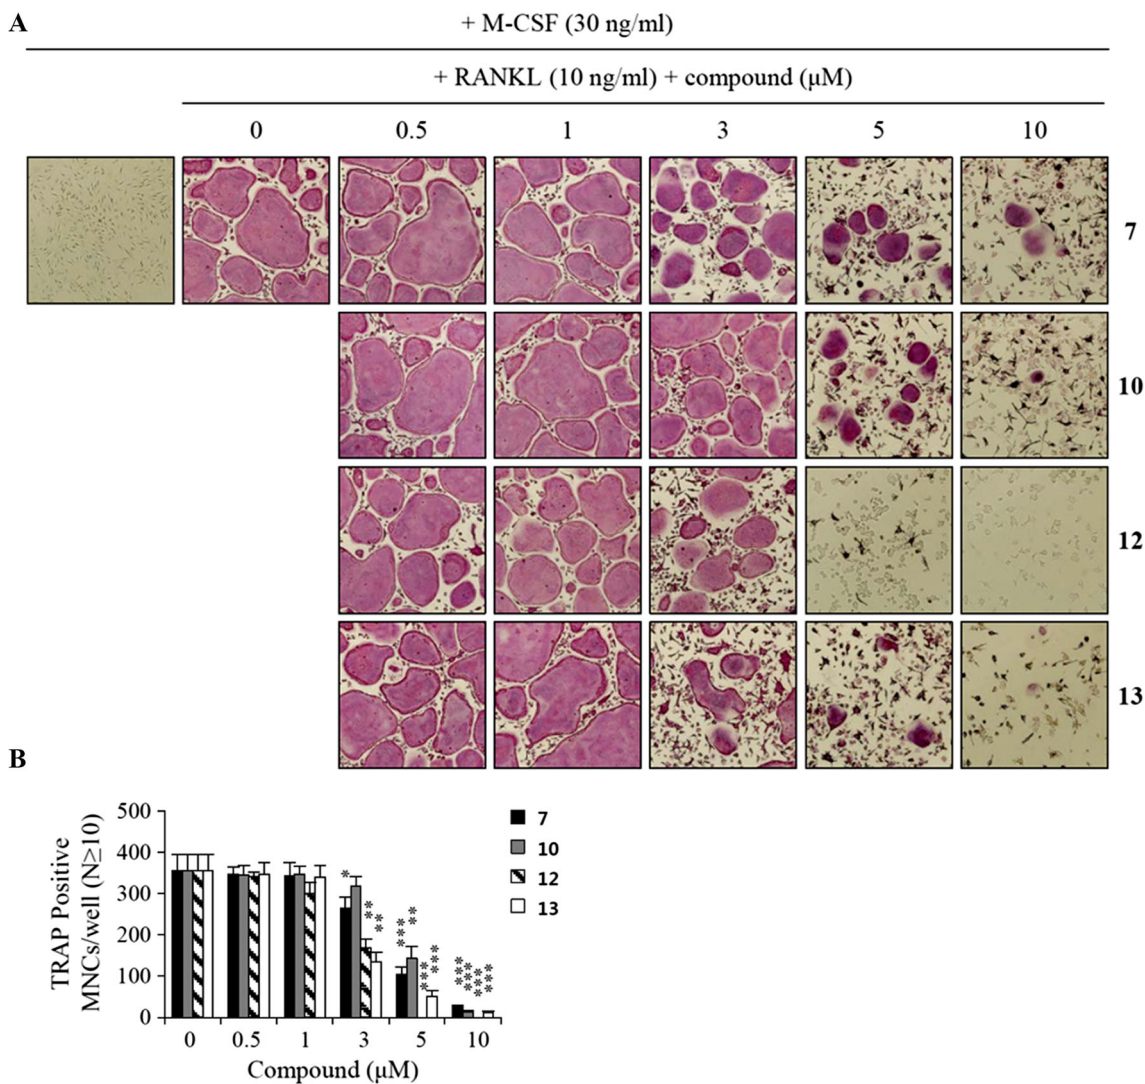 A
+ M-CSF (30 ng/ml)
+ RANKL (10 ng/ml) + compound (µM)
0 0.5 1 3 5 10
7
10
12
13
B
TRAP Positive
MNCs/well (N≥10)
500
400
300
200
100
0
7
10
12
13
*
** **
*** ** *** ***
*** *** *** ***
0 0.5 1 3 5 10
Compound (µM)